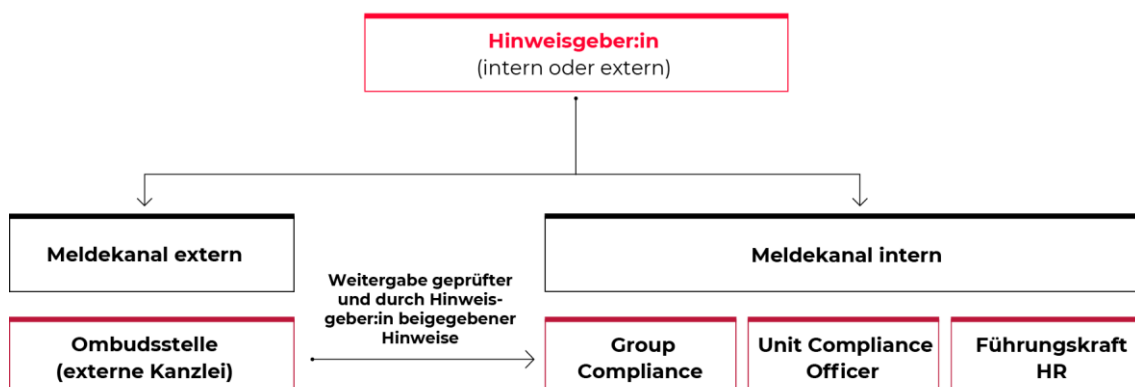 Hinweisgeber:in
(intern oder extern)
Meldekanal extern
Meldekanal intern
Weitergabe geprüfter
und durch Hinweis-
geber:in beigegebener
Hinweise
Ombudsstelle
(externe Kanzlei)
Group
Compliance
Unit Compliance
Officer
Führungskraft
HR